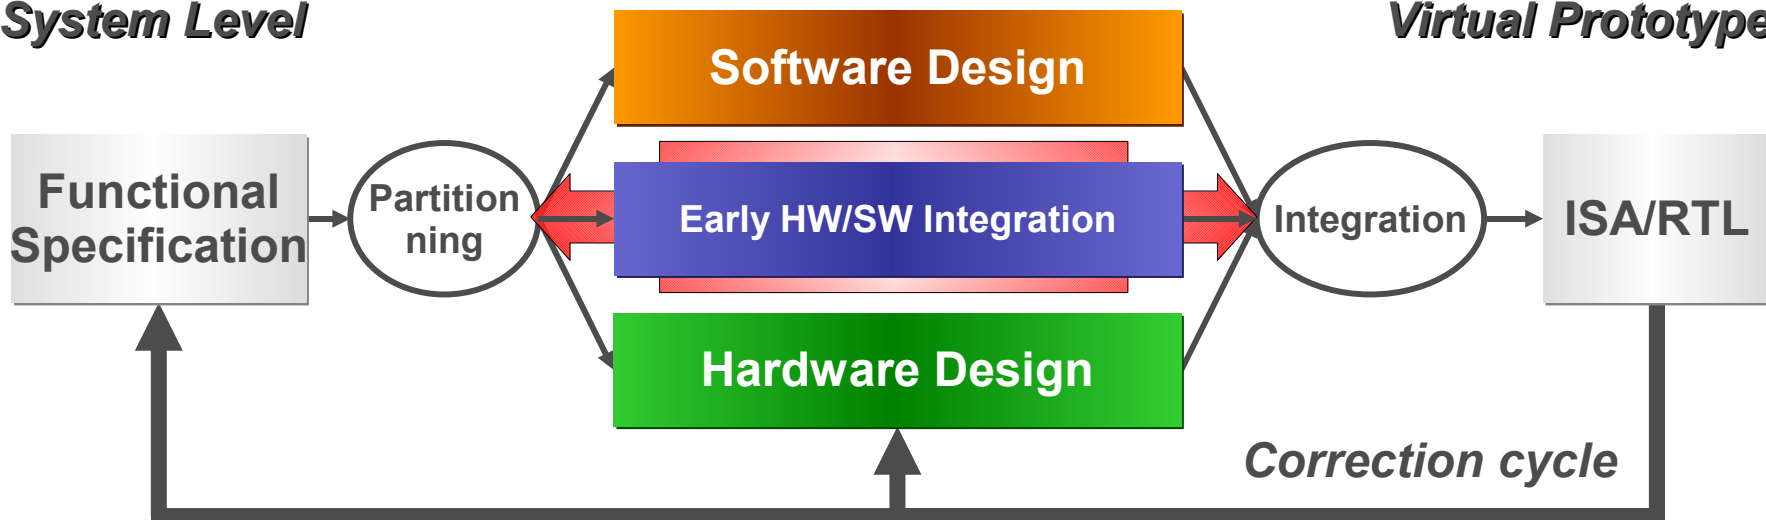 System Level
Virtual Prototype
Software Design
Functional
Specification
Partition
ning
Early HW/SW Integration
Integration
ISA/RTL
Hardware Design
Correction cycle